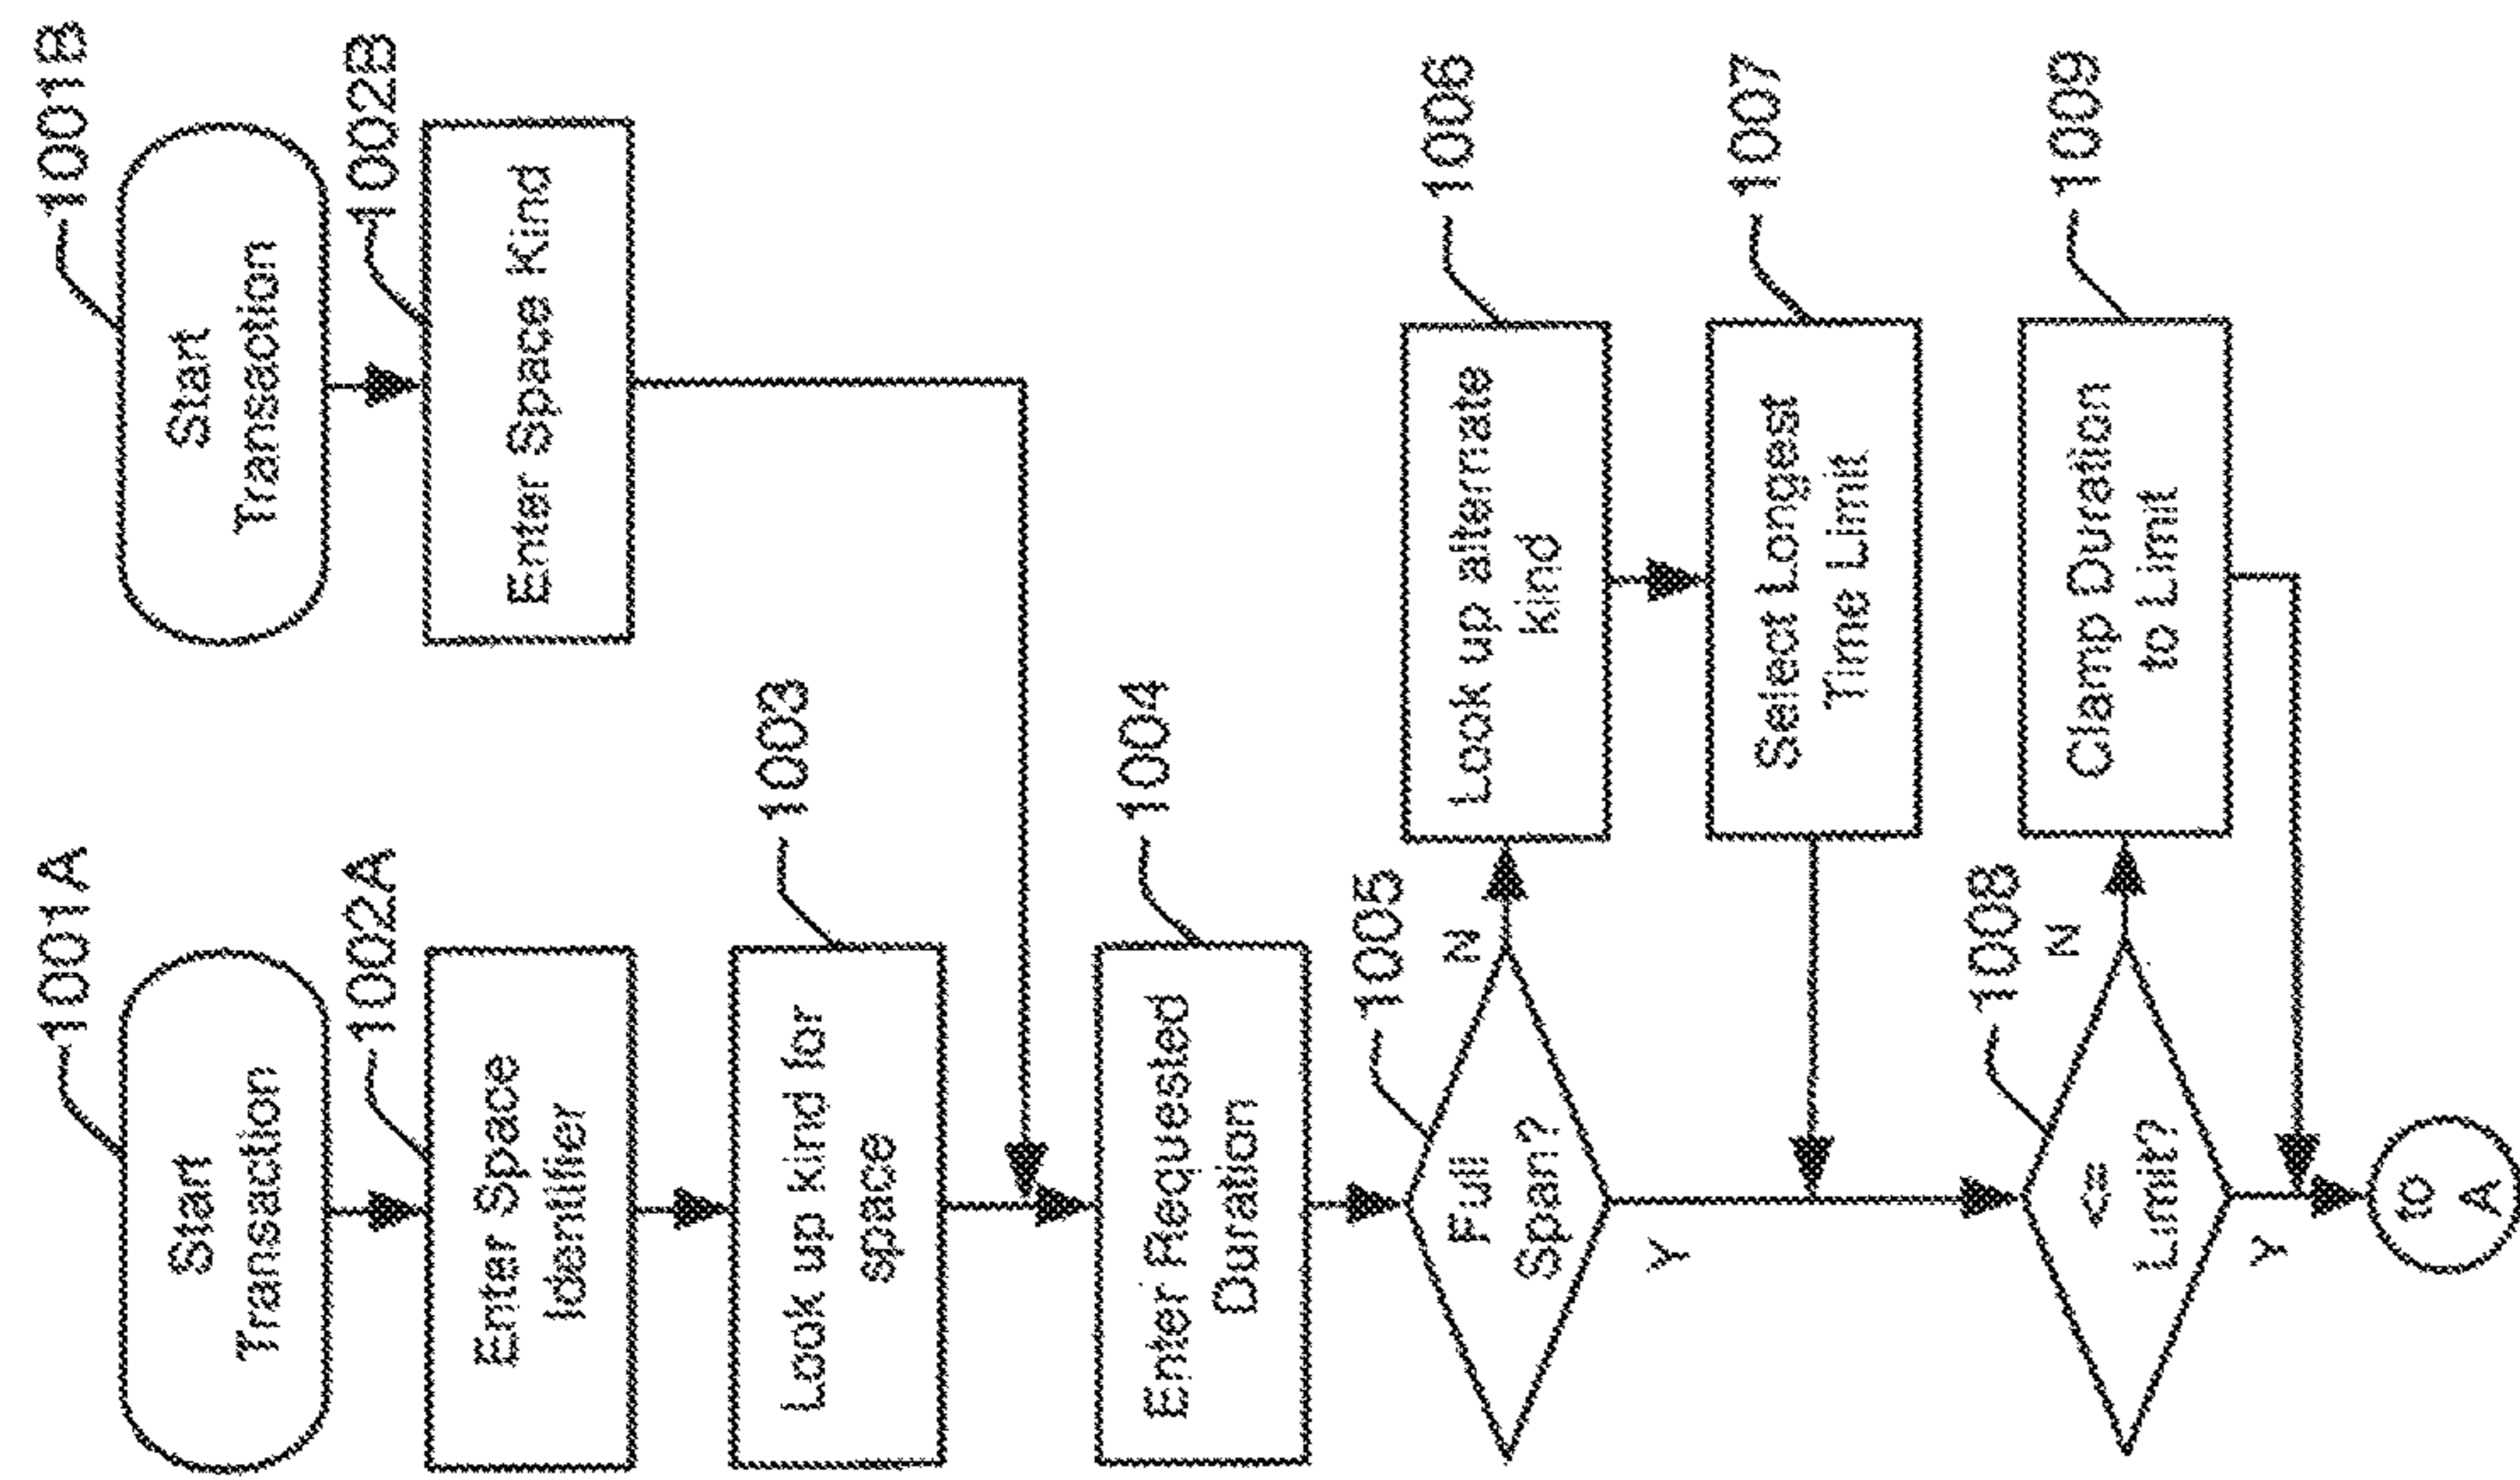 1001A
Start
Transaction
1001B
Start
Transaction
1002A
Enter Space
Identifier
1002B
Enter Space Kind
1003
Look up kind for
space
1004
Enter Requested
Duration
1005
Full
Span?
N
Y
1006
Look up alternate
kind
1007
Select Longest
Time Limit
1008
<=
Limit?
N
Y
1009
Clamp Duration
to Limit
10
A